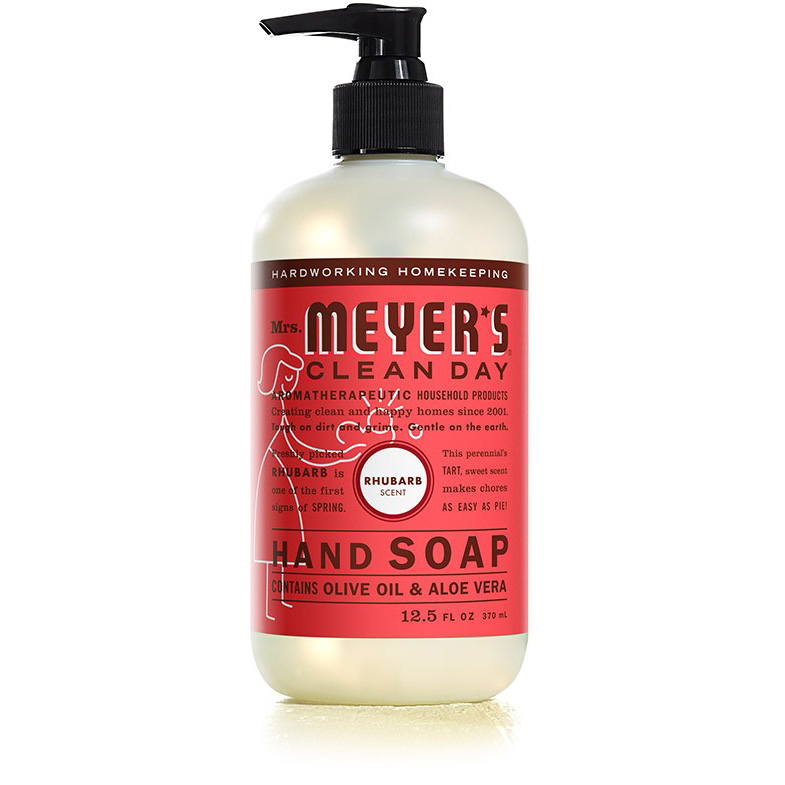 HARDWORKING HOMEKEEPING
Mrs. MEYER'S®
CLEAN DAY
AROMATHERAPEUTIC HOUSEHOLD PRODUCTS
Creating clean and happy homes since 2001.
Tough on dirt and grime. Gentle on the earth.
Freshly picked
RHUBARB is
one of the first
signs of SPRING.
RHUBARB
SCENT
This perennial's
TART, sweet scent
makes chores
AS EASY AS PIE!
HAND SOAP
CONTAINS OLIVE OIL & ALOE VERA
12.5 FL OZ 370 mL